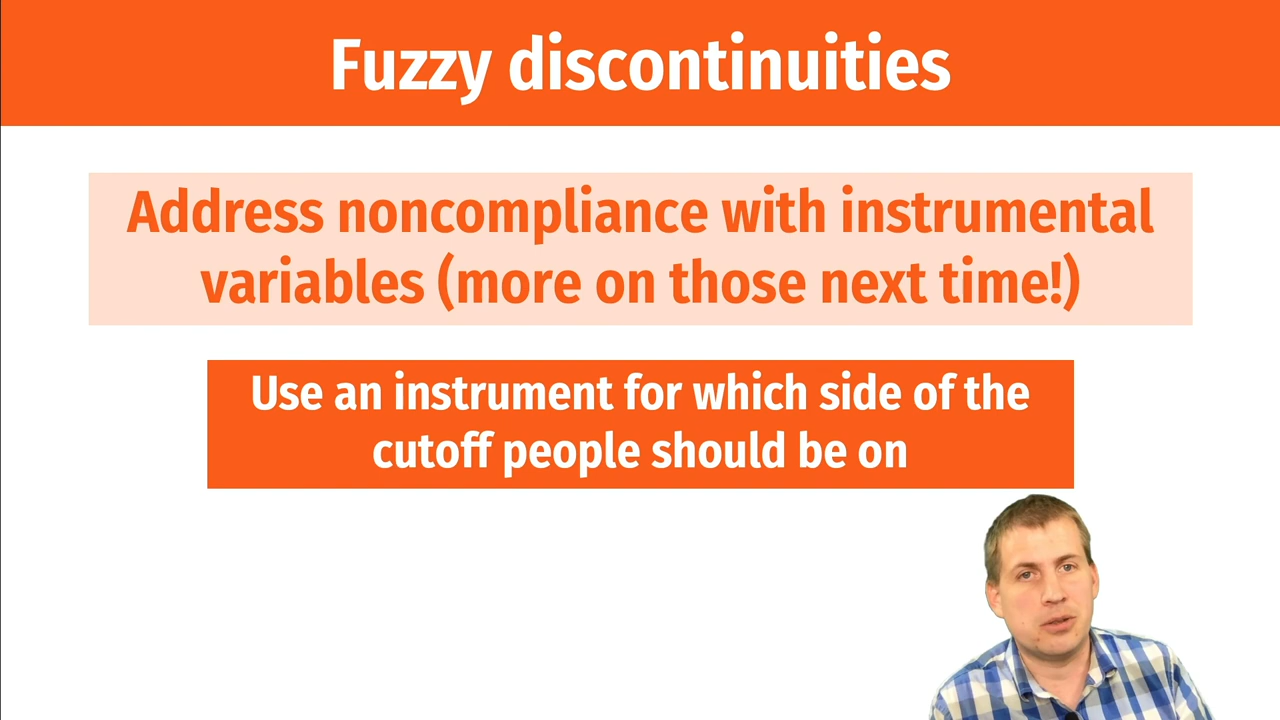 Fuzzy discontinuities
Address noncompliance with instrumental
variables (more on those next time!)
Use an instrument for which side of the
cutoff people should be on